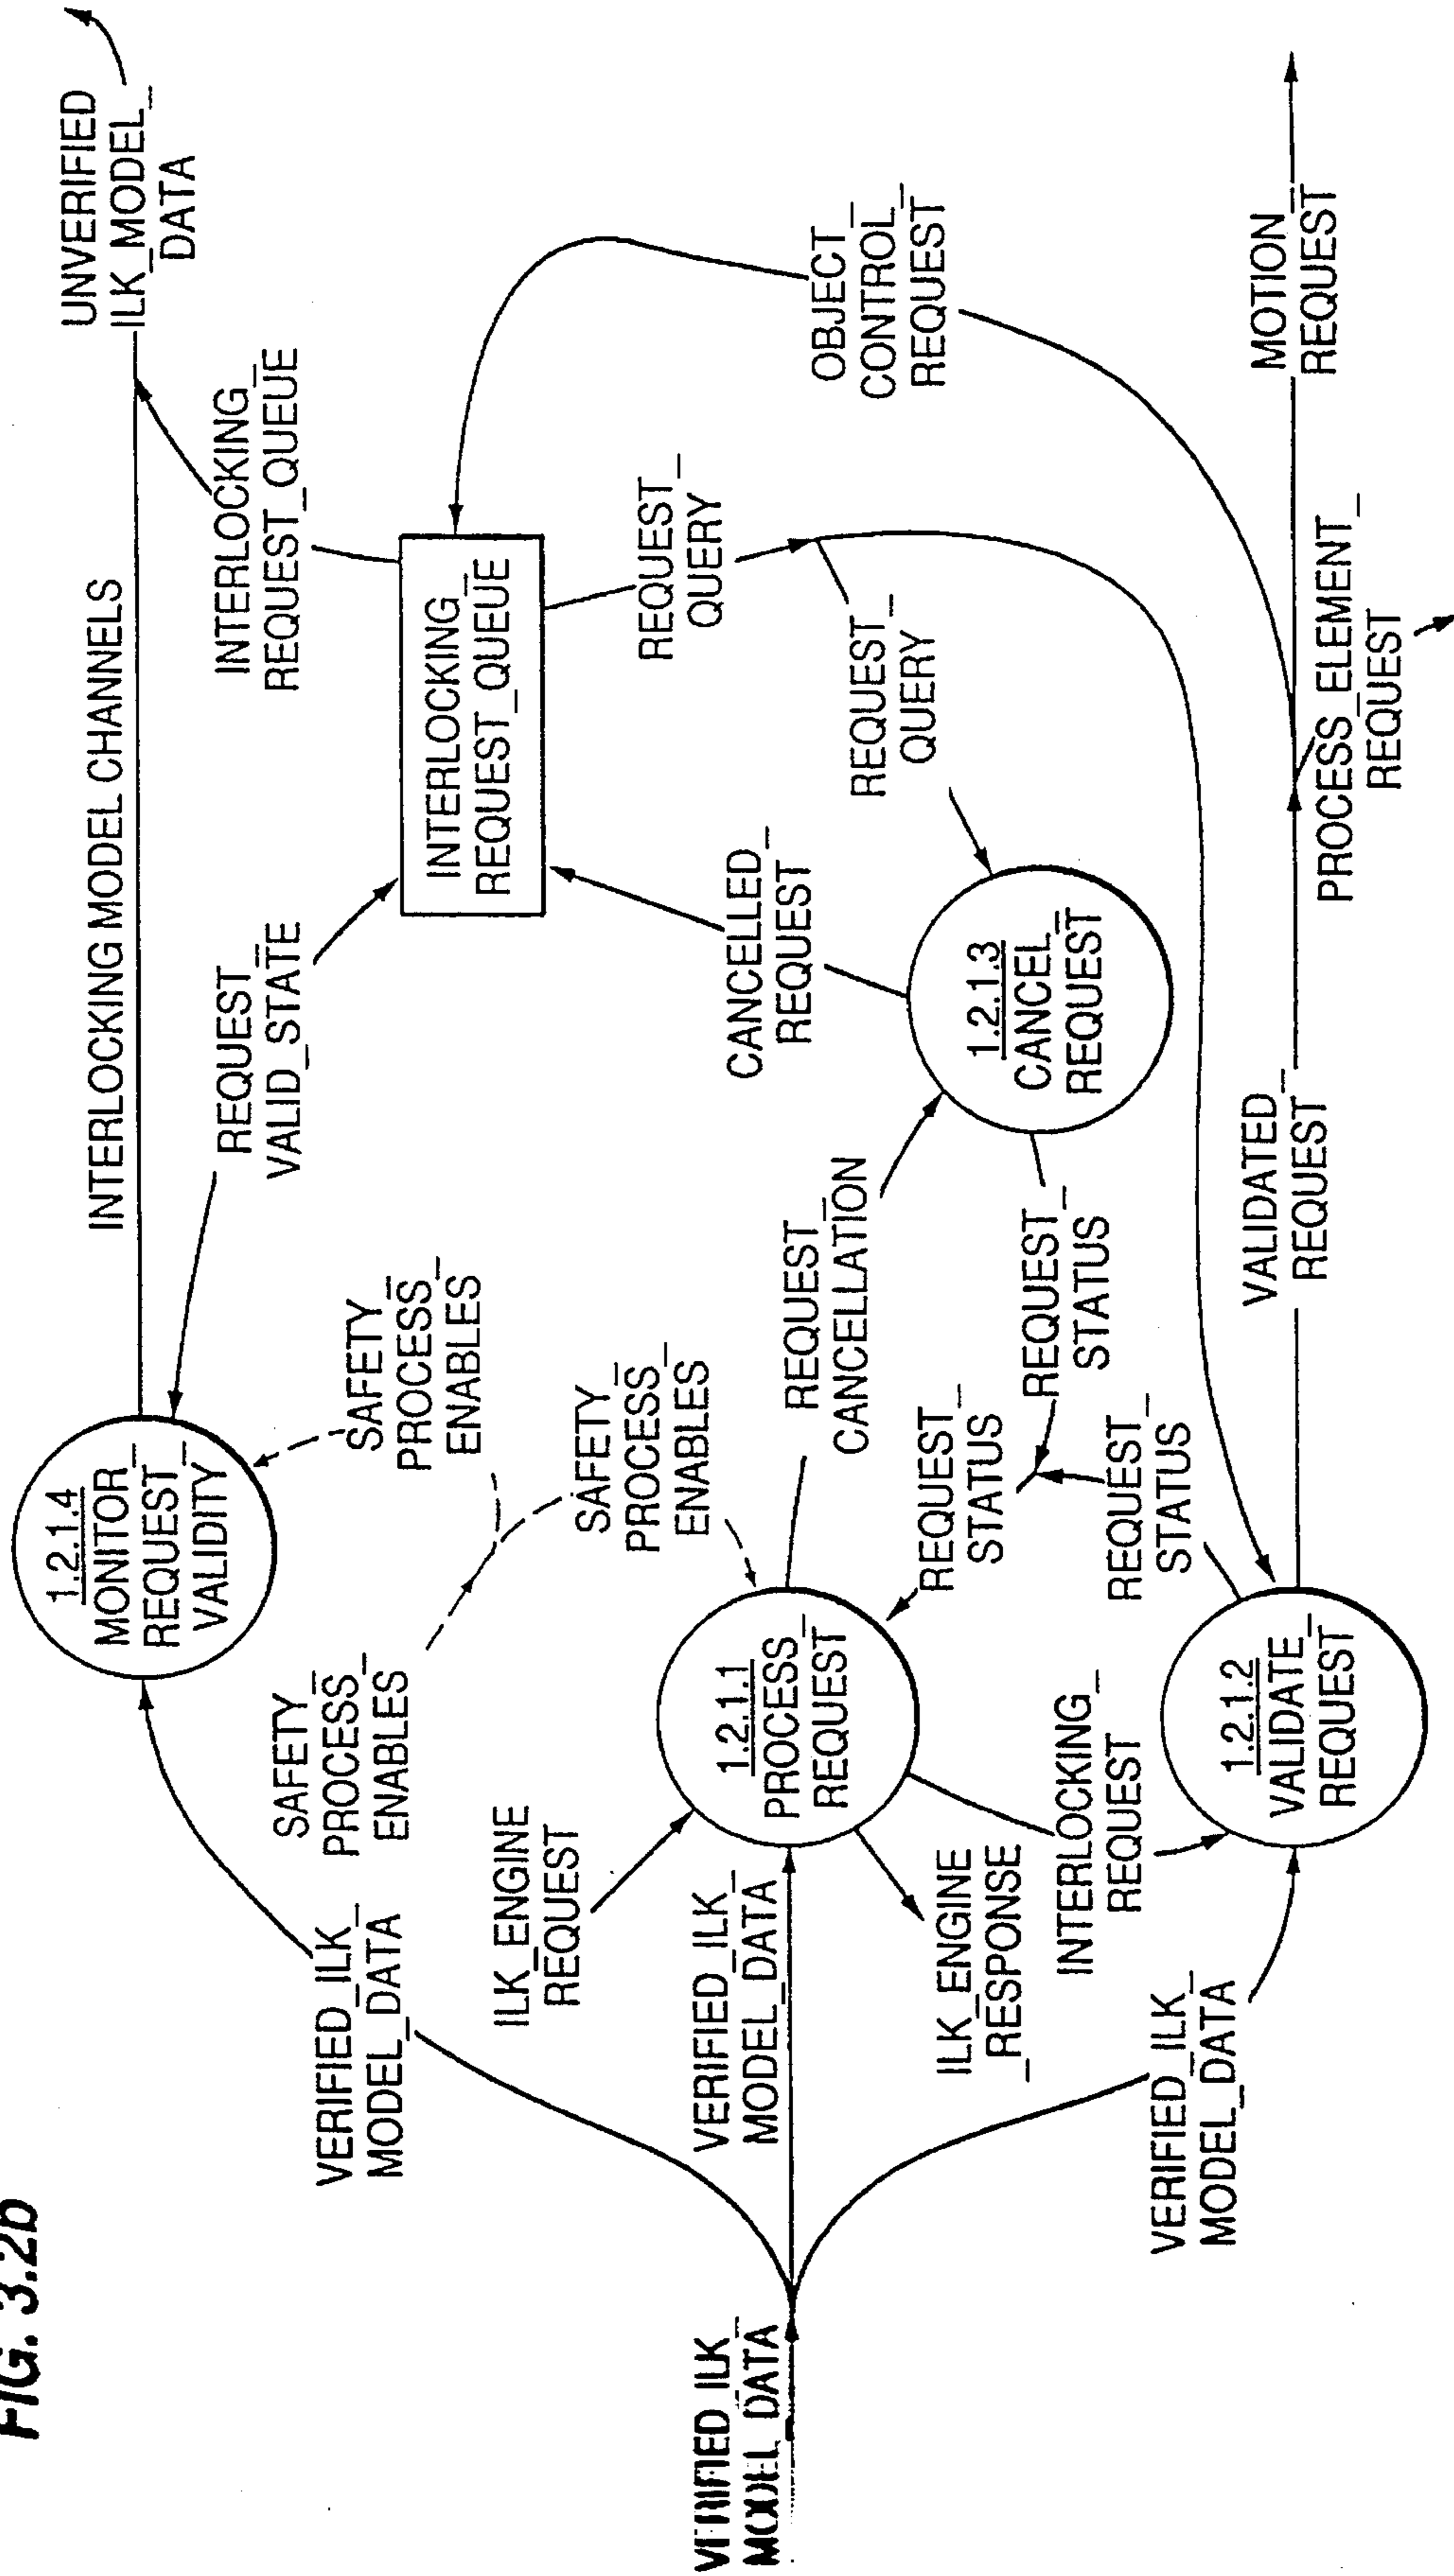 FIG. 3.2b
VERIFIED_ILK_
MODEL_DATA
VERIFIED_ILK_
MODEL_DATA
VERIFIED_ILK_
MODEL_DATA
VERIFIED_ILK_
MODEL_DATA
SAFETY_
PROCESS_
ENABLES
1.2.1.4
MONITOR_
REQUEST_
VALIDITY
SAFETY_
PROCESS_
ENABLES
SAFETY_
PROCESS_
ENABLES
INTERLOCKING MODEL CHANNELS
REQUEST_
VALID_STATE
INTERLOCKING_
REQUEST_QUEUE
UNVERIFIED
ILK_MODEL_
DATA
INTERLOCKING_
REQUEST_QUEUE
ILK_ENGINE
REQUEST
1.2.1.1
PROCESS_
REQUEST
ILK_ENGINE
_RESPONSE
INTERLOCKING_
REQUEST
REQUEST_
CANCELLATION
REQUEST_
STATUS
REQUEST_
STATUS
REQUEST_
STATUS
CANCELLED_
REQUEST
1.2.1.3
CANCEL_
REQUEST
REQUEST_
QUERY
REQUEST_
QUERY
OBJECT_
CONTROL_
REQUEST
1.2.1.2
VALIDATE_
REQUEST
VALIDATED_
REQUEST
PROCESS_ELEMENT_
REQUEST
MOTION_
REQUEST